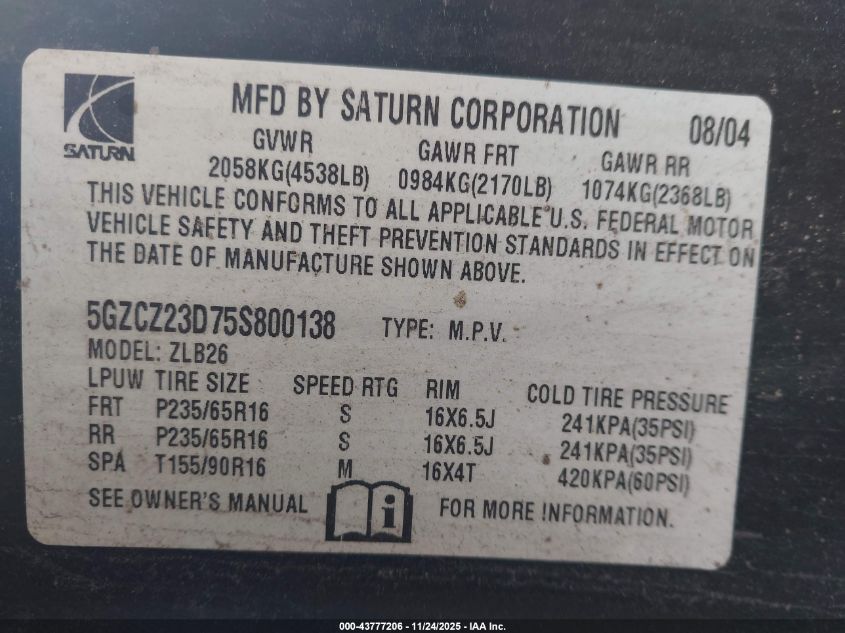 MFD BY SATURN CORPORATION 08/04
SATURN
GVWR GAWR FRT GAWR RR
2058KG(4538LB) 0984KG(2170LB) 1074KG(2368LB)
THIS VEHICLE CONFORMS TO ALL APPLICABLE U.S. FEDERAL MOTOR
VEHICLE SAFETY AND THEFT PREVENTION STANDARDS IN EFFECT ON
THE DATE OF MANUFACTURE SHOWN ABOVE.
5GZCZ23D75S800138 TYPE: M.P.V.
MODEL: ZLB26
LPUW TIRE SIZE SPEED RTG RIM COLD TIRE PRESSURE
FRT P235/65R16 S 16X6.5J 241KPA(35PSI)
RR P235/65R16 S 16X6.5J 241KPA(35PSI)
SPA T155/90R16 M 16X4T 420KPA(60PSI)
SEE OWNER'S MANUAL i FOR MORE INFORMATION.
000-43777206 - 11/24/2025 - IAA Inc.